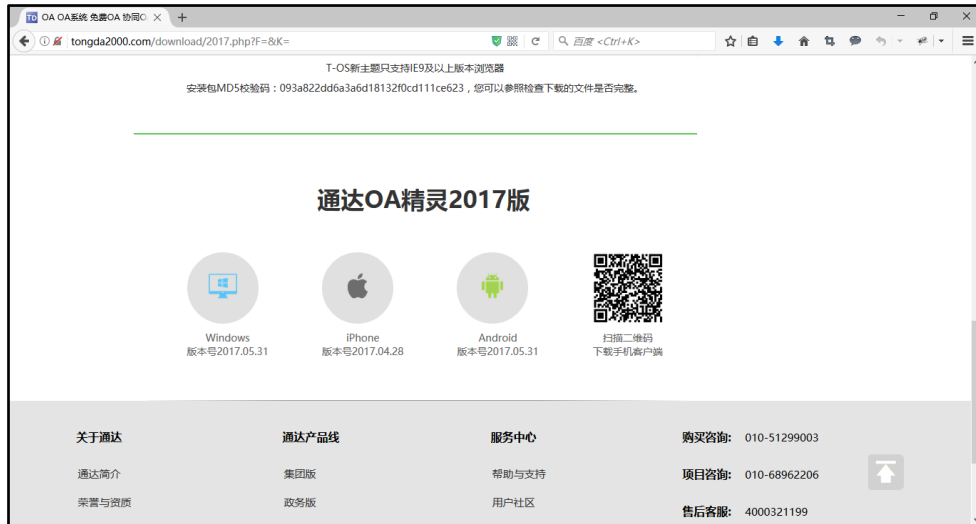 OA OA系统 免费OA 协同O
tongda2000.com/download/2017.php?F=&K=
百度 <Ctrl+K>
T-OS新主题只支持IE9及以上版本浏览器
安装包MD5校验码：093a822dd6a3a6d18132f0cd111ce623，您可以参照检查下载的文件是否完整。
通达OA精灵2017版
Windows
版本号2017.05.31
iPhone
版本号2017.04.28
Android
版本号2017.05.31
扫描二维码
下载手机客户端
关于通达
通达产品线
服务中心
购买咨询： 010-51299003
通达简介
集团版
帮助与支持
项目咨询： 010-68962206
荣誉与资质
政务版
用户社区
售后客服： 4000321199